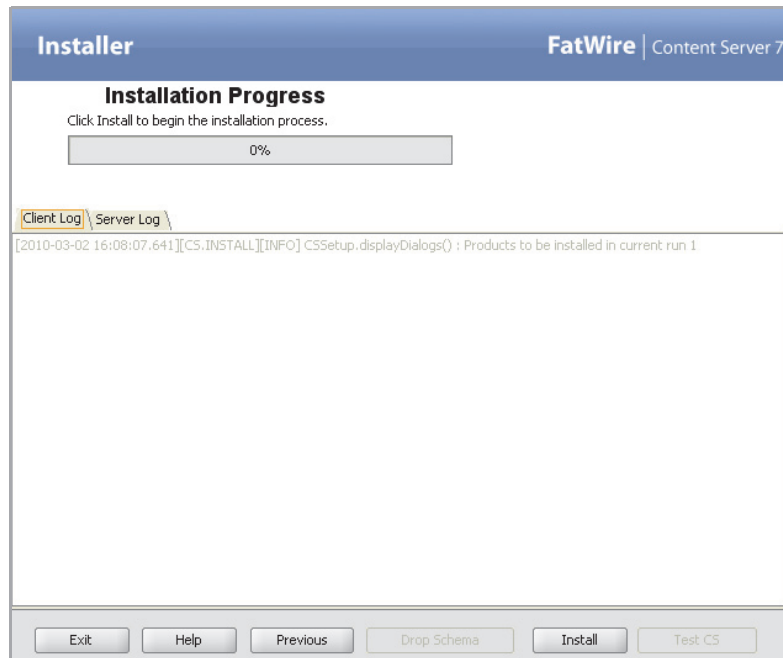 Installer
FatWire | Content Server 7
Installation Progress
Click Install to begin the installation process.
0%
Client Log \ Server Log \
[2010-03-02 16:08:07.641][CS.INSTALL][INFO] CSSetup.displayDialogs() : Products to be installed in current run 1
Exit Help Previous Drop Schema Install Test CS